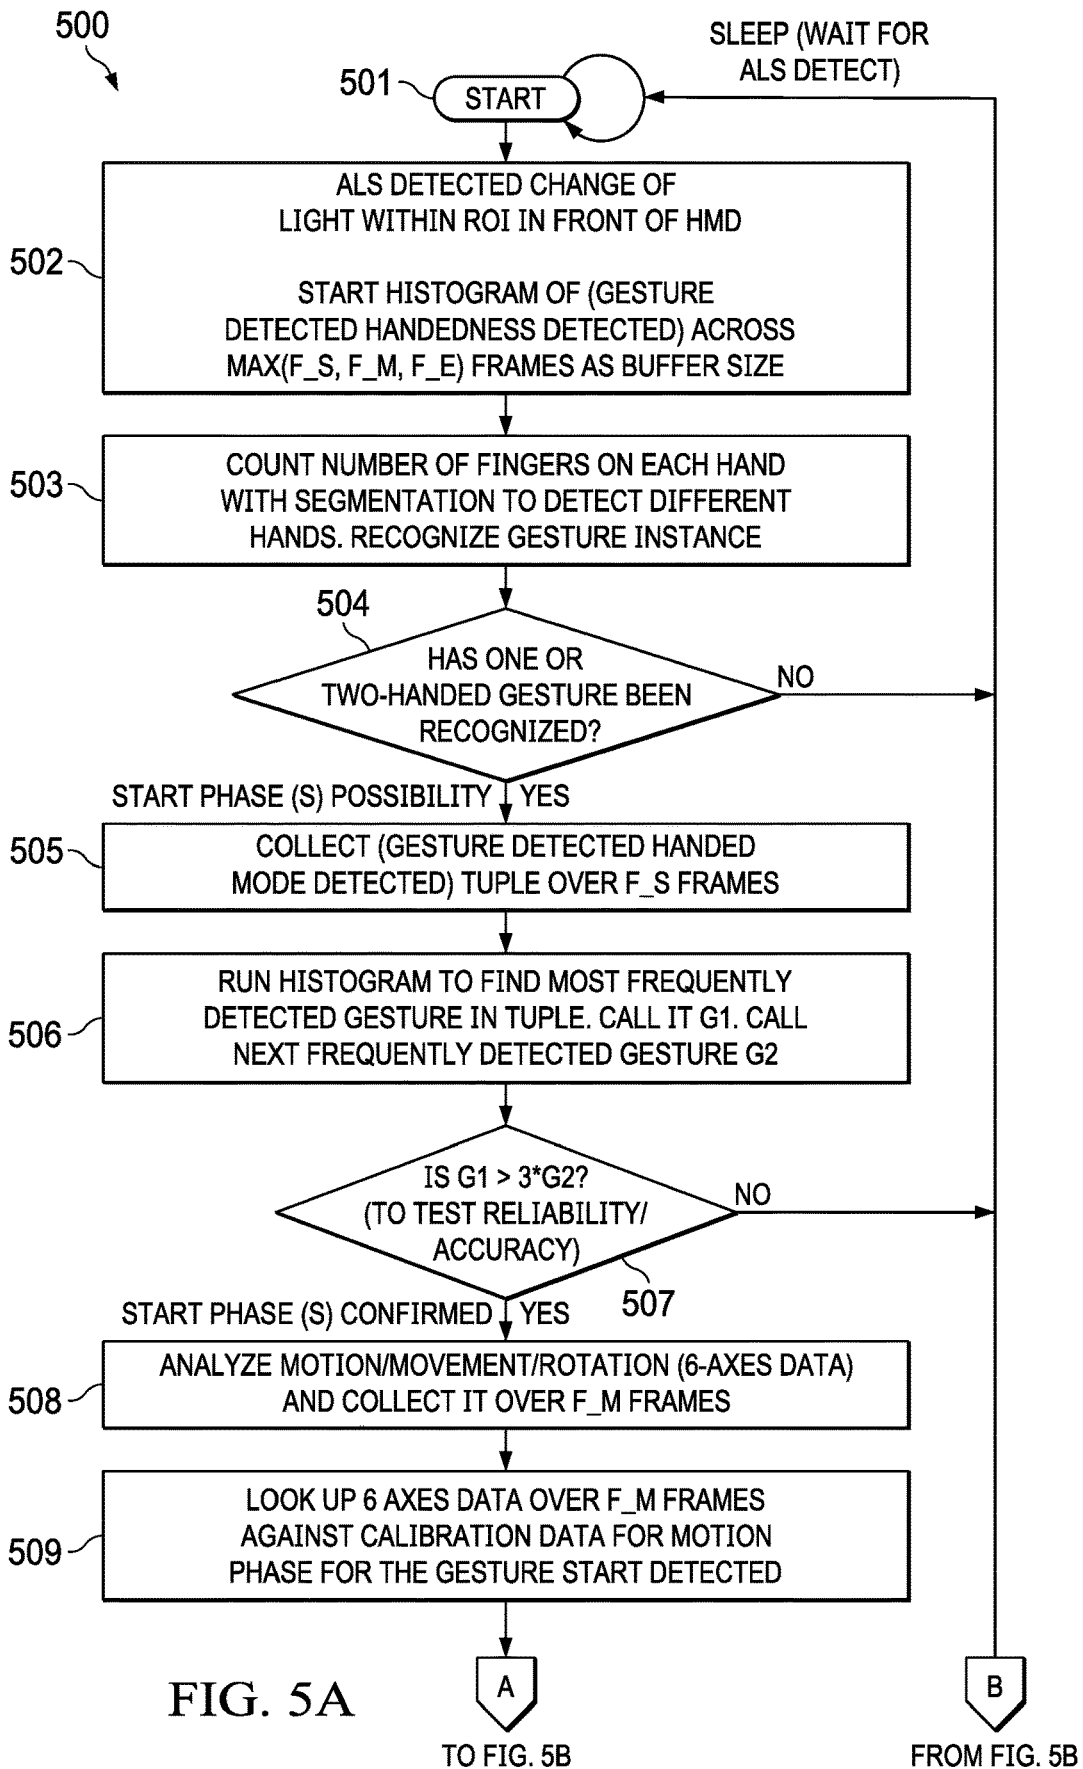 500
SLEEP (WAIT FOR
ALS DETECT)
501
START
502
ALS DETECTED CHANGE OF
LIGHT WITHIN ROI IN FRONT OF HMD
START HISTOGRAM OF (GESTURE
DETECTED HANDEDNESS DETECTED) ACROSS
MAX(F_S, F_M, F_E) FRAMES AS BUFFER SIZE
503
COUNT NUMBER OF FINGERS ON EACH HAND
WITH SEGMENTATION TO DETECT DIFFERENT
HANDS. RECOGNIZE GESTURE INSTANCE
504
HAS ONE OR
TWO-HANDED GESTURE BEEN
RECOGNIZED?
NO
START PHASE (S) POSSIBILITY
YES
505
COLLECT (GESTURE DETECTED HANDED
MODE DETECTED) TUPLE OVER F_S FRAMES
506
RUN HISTOGRAM TO FIND MOST FREQUENTLY
DETECTED GESTURE IN TUPLE. CALL IT G1. CALL
NEXT FREQUENTLY DETECTED GESTURE G2
IS G1 > 3*G2?
(TO TEST RELIABILITY/
ACCURACY)
NO
507
START PHASE (S) CONFIRMED
YES
508
ANALYZE MOTION/MOVEMENT/ROTATION (6-AXES DATA)
AND COLLECT IT OVER F_M FRAMES
509
LOOK UP 6 AXES DATA OVER F_M FRAMES
AGAINST CALIBRATION DATA FOR MOTION
PHASE FOR THE GESTURE START DETECTED
FIG. 5A
A
TO FIG. 5B
B
FROM FIG. 5B